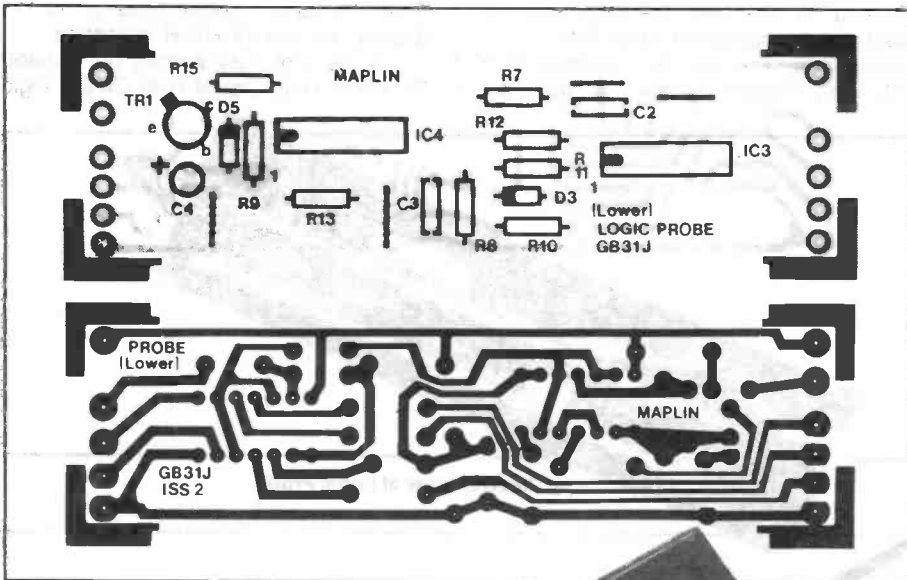 R15
MAPLIN
R7
TR1
c
D5
C2
e
R12
IC4
IC3
b
+
R
11
1
1
D3
C4
R9
C3
R13
(Lower)
LOGIC PROBE
GB31J
R8
R10
PROBE
(Lower)
MAPLIN
GB31J
ISS 2